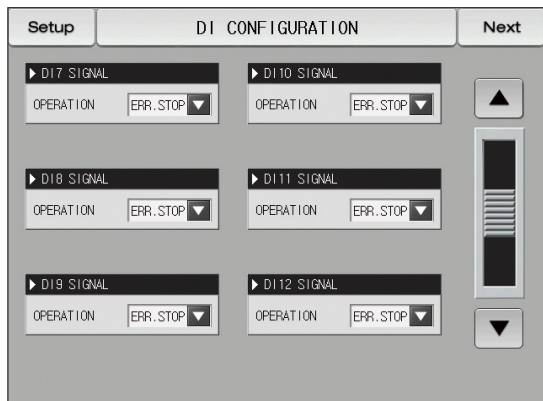 Setup DI CONFIGURATION Next
DI7 SIGNAL
OPERATION ERR.STOP
DI10 SIGNAL
OPERATION ERR.STOP
DI8 SIGNAL
OPERATION ERR.STOP
DI11 SIGNAL
OPERATION ERR.STOP
DI9 SIGNAL
OPERATION ERR.STOP
DI12 SIGNAL
OPERATION ERR.STOP